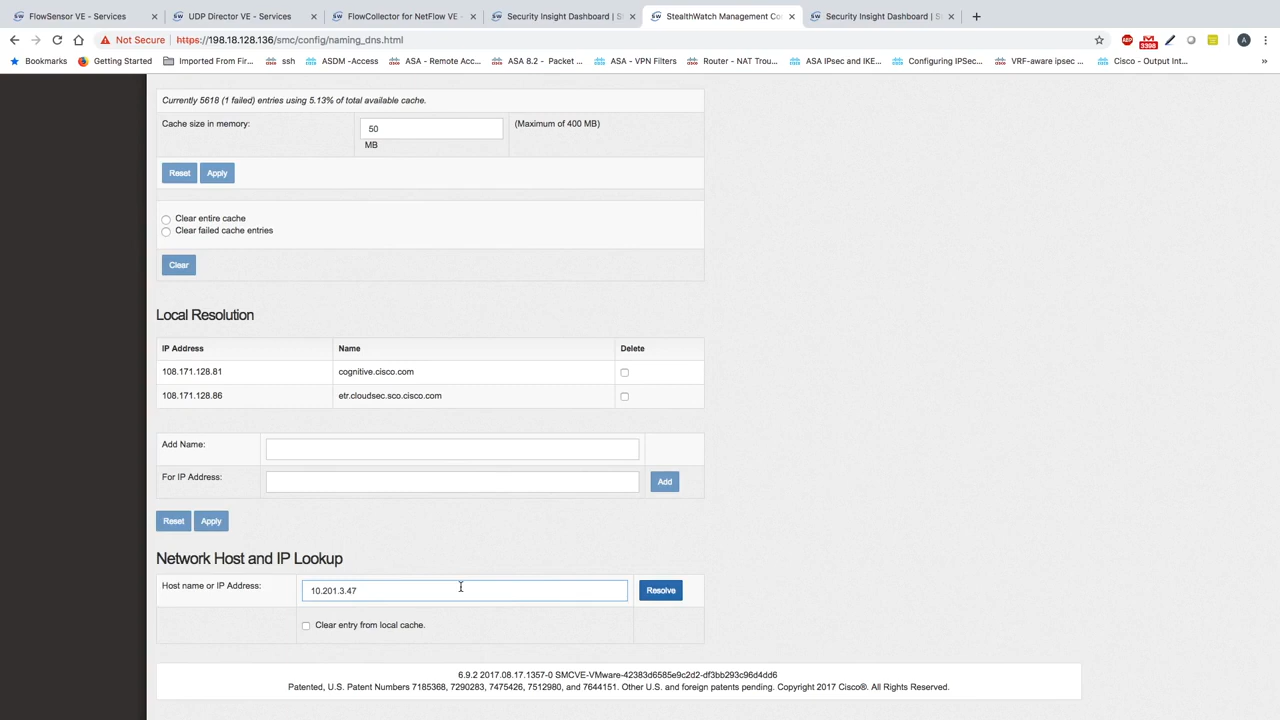 FlowSensor VE - Services
UDP Director VE - Services
FlowCollector for NetFlow VE -
Security Insight Dashboard | St
StealthWatch Management Co
Security Insight Dashboard | St
Not Secure https://198.18.128.136/smc/config/naming_dns.html
3398
A
Bookmarks
Getting Started
Imported From Fir...
ssh
ASDM -Access
ASA - Remote Acc...
ASA 8.2 - Packet ...
ASA - VPN Filters
Router - NAT Trou...
ASA IPsec and IKE...
Configuring IPSec...
VRF-aware ipsec ...
Cisco - Output Int...
Currently 5618 (1 failed) entries using 5.13% of total available cache.
Cache size in memory: 50 (Maximum of 400 MB)
MB
Reset Apply
Clear entire cache
Clear failed cache entries
Clear
Local Resolution
IP Address Name Delete
108.171.128.81 cognitive.cisco.com
108.171.128.86 etr.cloudsec.sco.cisco.com
Add Name:
For IP Address: Add
Reset Apply
Network Host and IP Lookup
Host name or IP Address: 10.201.3.47 Resolve
Clear entry from local cache.
6.9.2 2017.08.17.1357-0 SMCVE-VMware-42383d6585e9c2d2-df3bb293c96d4dd6
Patented, U.S. Patent Numbers 7185368, 7290283, 7475426, 7512980, and 7644151. Other U.S. and foreign patents pending. Copyright 2017 Cisco®. All Rights Reserved.